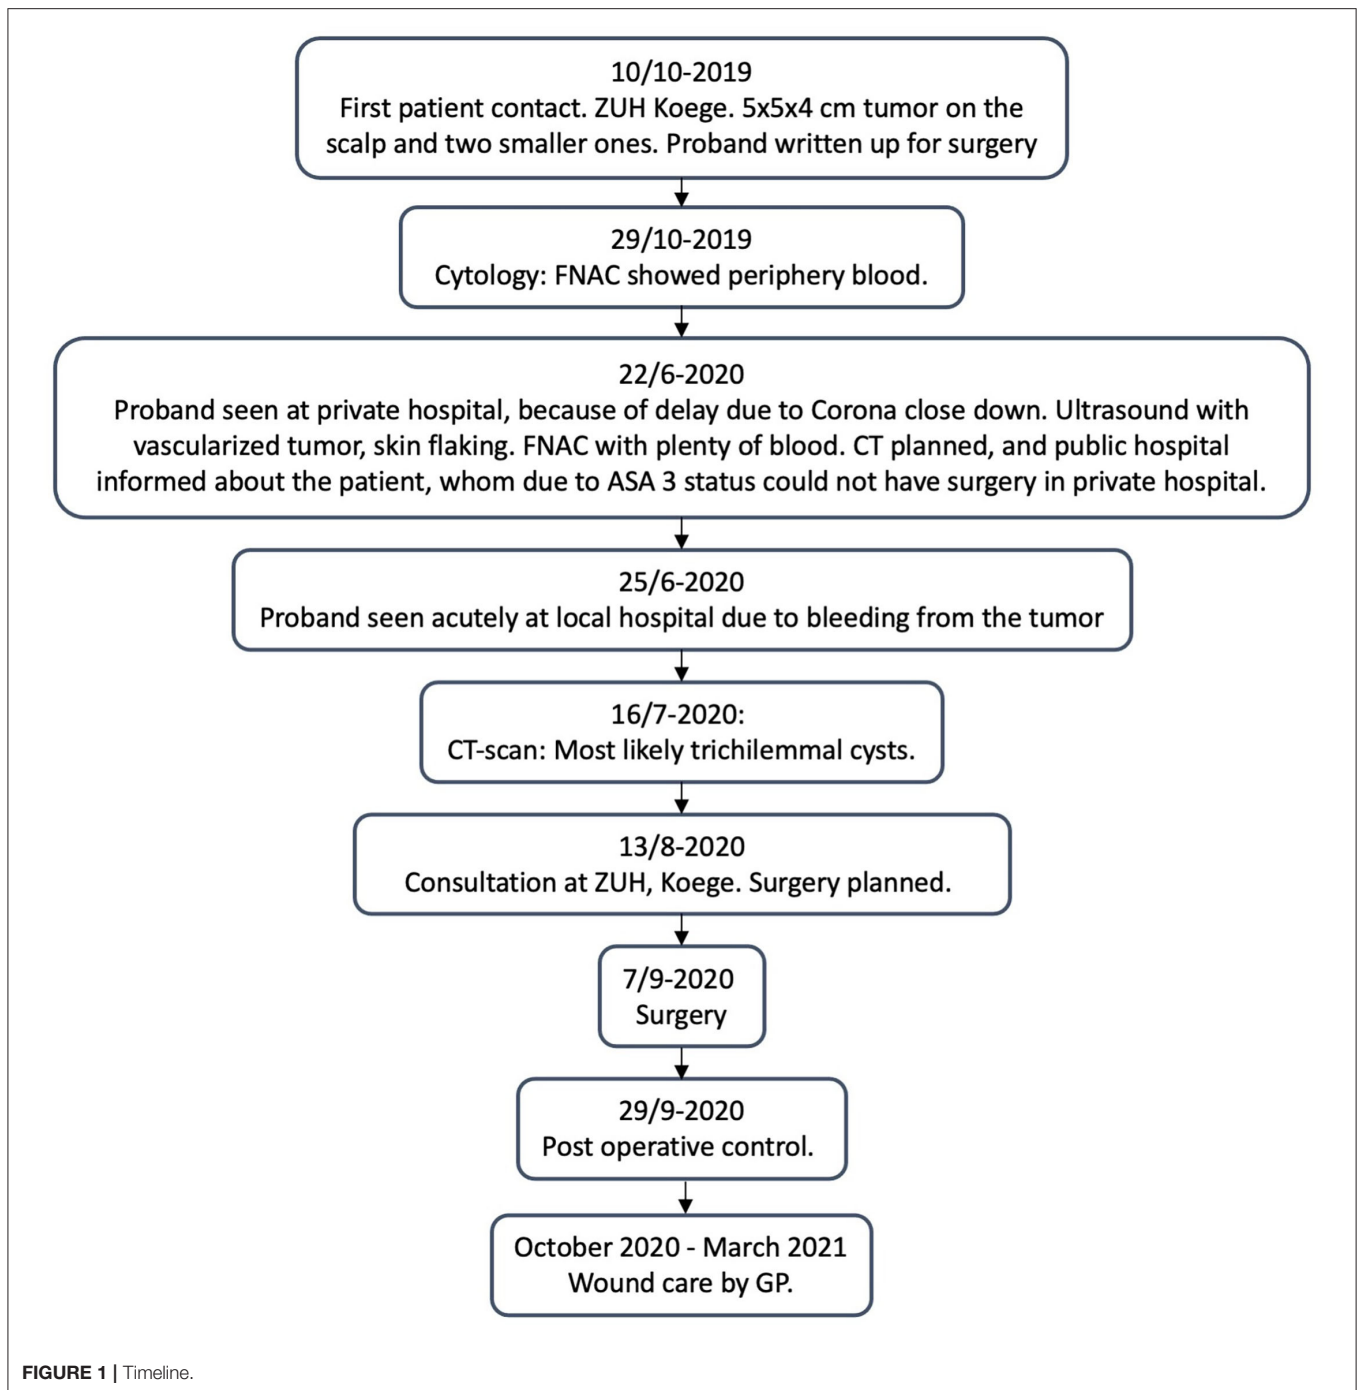 10/10-2019
First patient contact. ZUH Koege. 5x5x4 cm tumor on the
scalp and two smaller ones. Proband written up for surgery
29/10-2019
Cytology: FNAC showed periphery blood.
22/6-2020
Proband seen at private hospital, because of delay due to Corona close down. Ultrasound with
vascularized tumor, skin flaking. FNAC with plenty of blood. CT planned, and public hospital
informed about the patient, whom due to ASA 3 status could not have surgery in private hospital.
25/6-2020
Proband seen acutely at local hospital due to bleeding from the tumor
16/7-2020:
CT-scan: Most likely trichilemmal cysts.
13/8-2020
Consultation at ZUH, Koege. Surgery planned.
7/9-2020
Surgery
29/9-2020
Post operative control.
October 2020 - March 2021
Wound care by GP.
FIGURE 1 | Timeline.